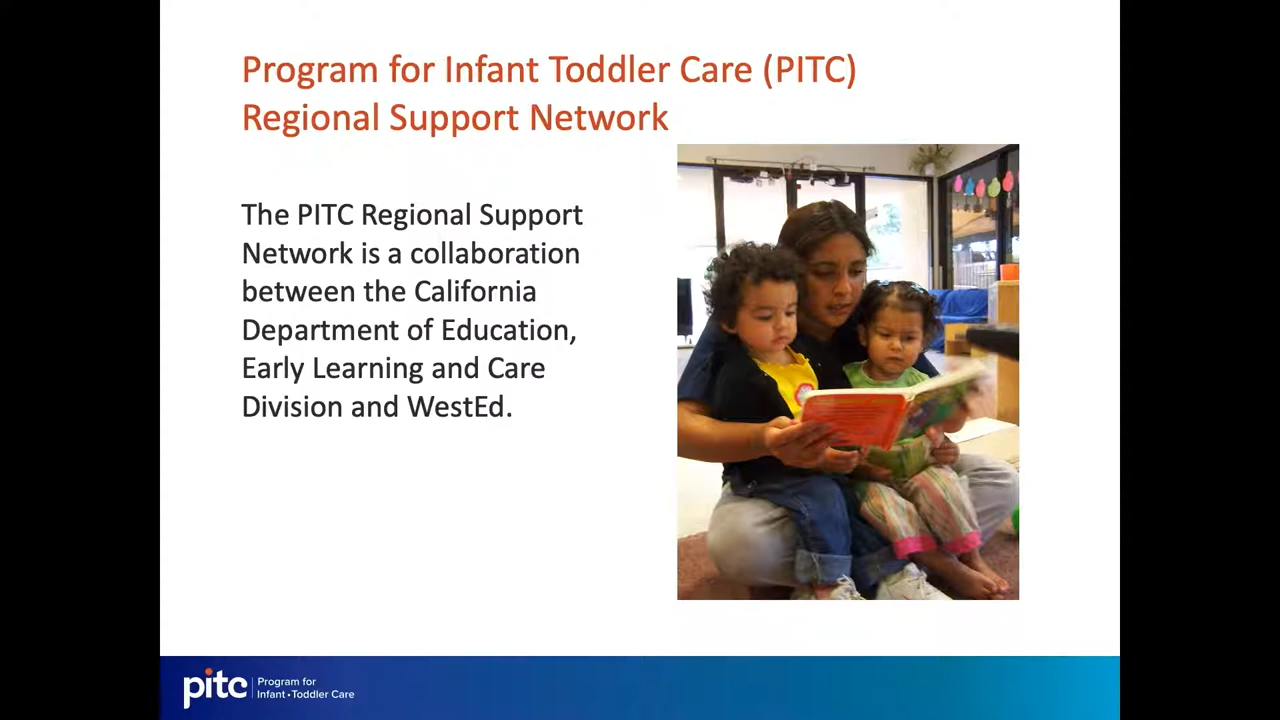 Program for Infant Toddler Care (PITC)
Regional Support Network
The PITC Regional Support
Network is a collaboration
between the California
Department of Education,
Early Learning and Care
Division and WestEd.
pitc
Program for
Infant • Toddler Care